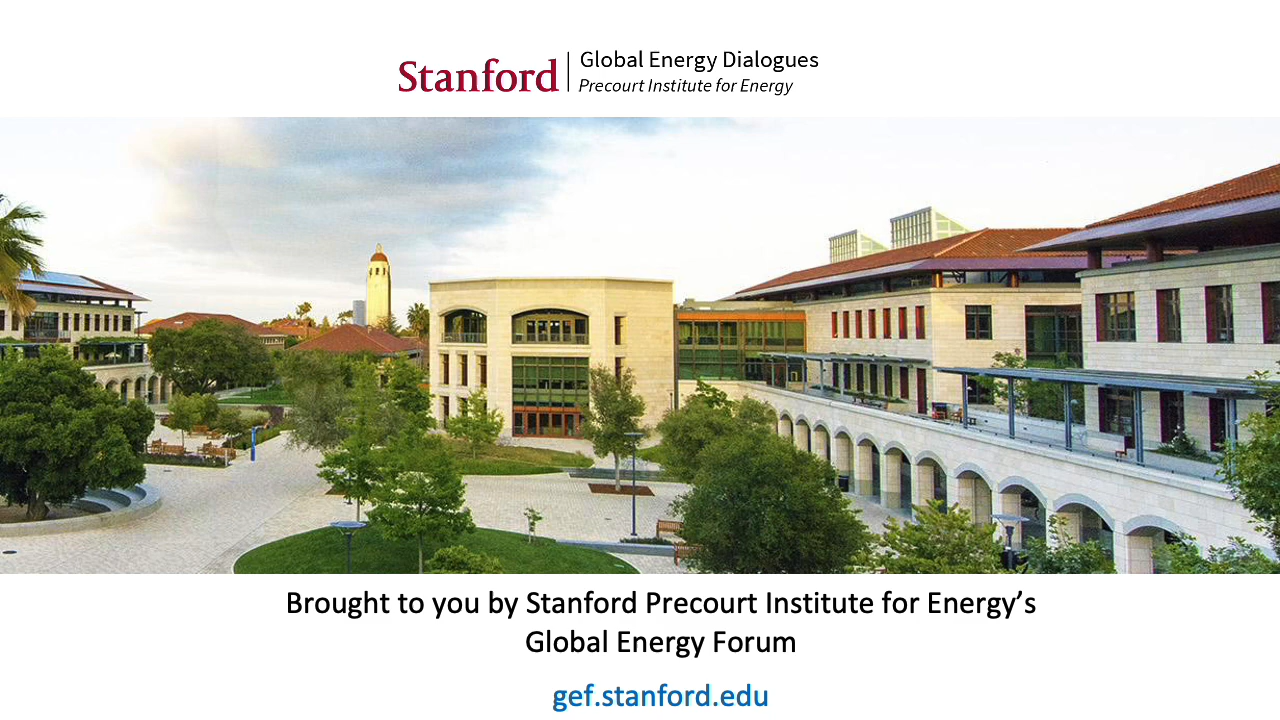 Stanford
Global Energy Dialogues
Precourt Institute for Energy
Brought to you by Stanford Precourt Institute for Energy’s
Global Energy Forum
gef.stanford.edu